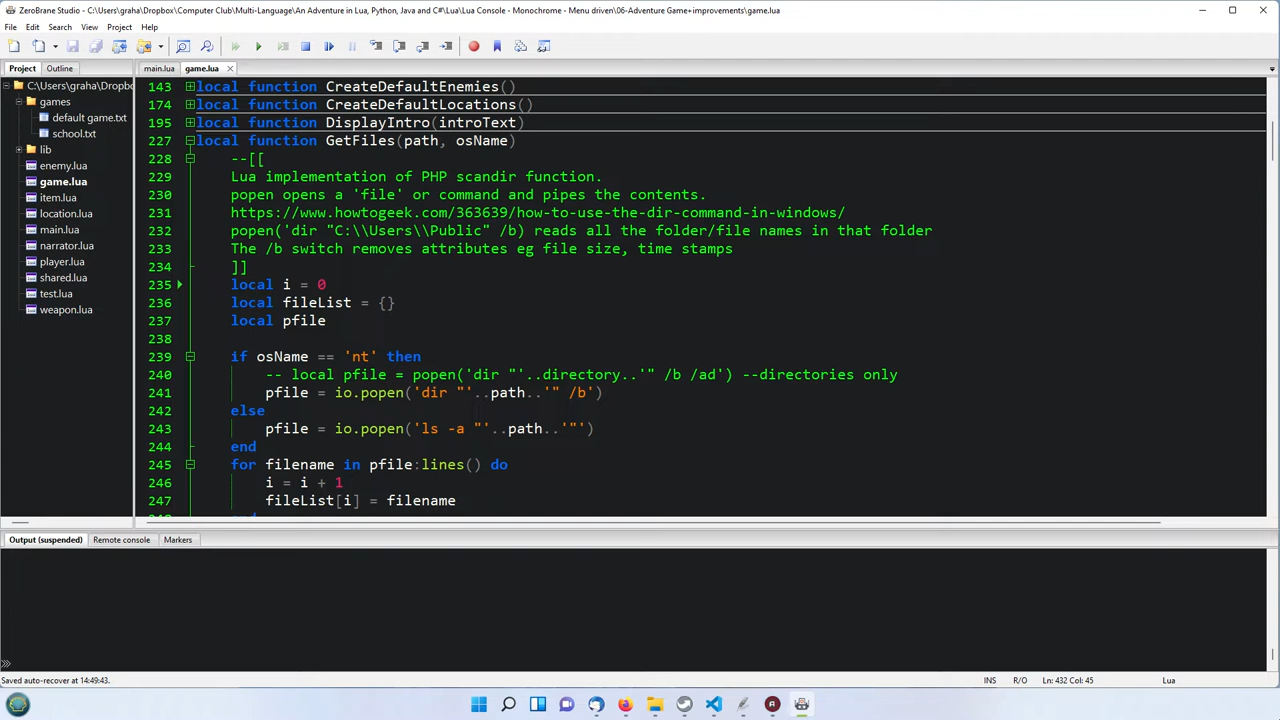 ZeroBrane Studio - C:\Users\graha\Dropbox\Computer Club\Multi-Language\An Adventure in Lua, Python, Java and C#\Lua\Lua Console - Monochrome - Menu driven\06-Adventure Game+improvements\game.lua
File Edit Search View Project Help
Project Outline
main.lua game.lua
C:\Users\graha\Dropbo
games
default game.txt
school.txt
lib
enemy.lua
game.lua
item.lua
location.lua
main.lua
narrator.lua
player.lua
shared.lua
test.lua
weapon.lua
143 local function CreateDefaultEnemies()
174 local function CreateDefaultLocations()
195 local function DisplayIntro(introText)
227 local function GetFiles(path, osName)
228 --[[
229 Lua implementation of PHP scandir function.
230 popen opens a 'file' or command and pipes the contents.
231 https://www.howtogeek.com/363639/how-to-use-the-dir-command-in-windows/
232 popen('dir "C:\\Users\\Public" /b) reads all the folder/file names in that folder
233 The /b switch removes attributes eg file size, time stamps
234 ]]
235 local i = 0
236 local fileList = {}
237 local pfile
238
239 if osName == 'nt' then
240 -- local pfile = popen('dir "'..directory..'" /b /ad') --directories only
241 pfile = io.popen('dir "'..path..'" /b')
242 else
243 pfile = io.popen('ls -a "'..path..'"')
244 end
245 for filename in pfile:lines() do
246 i = i + 1
247 fileList[i] = filename
Output (suspended) Remote console Markers
Saved auto-recover at 14:49:43. INS R/O Ln: 432 Col: 45 Lua